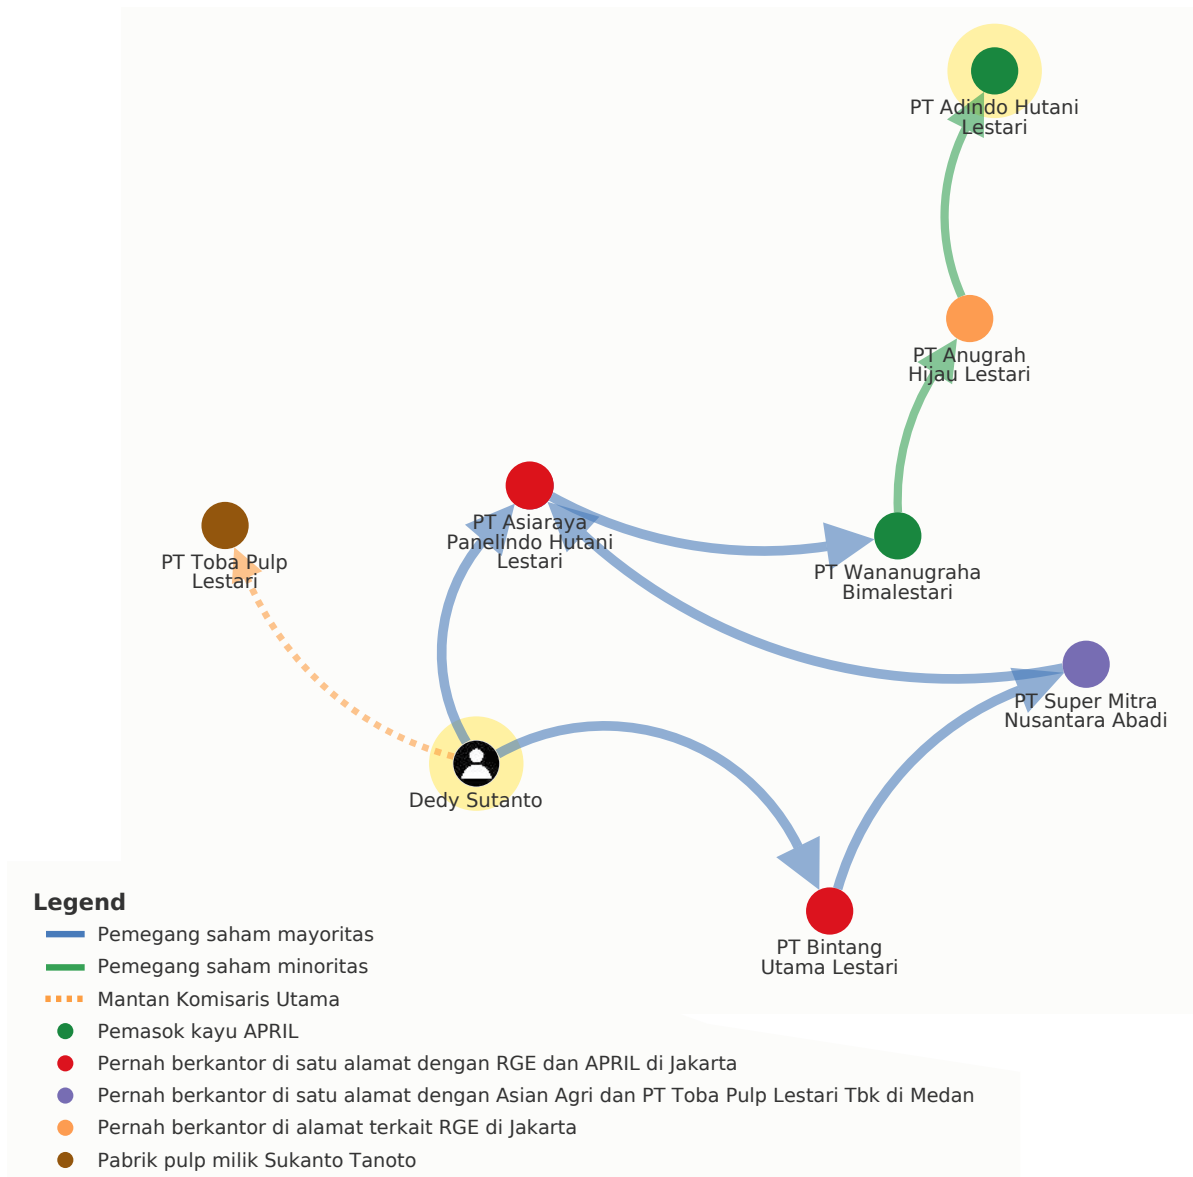 PT Adindo Hutani
Lestari
PT Anugrah
Hijau Lestari
PT Asiaraya
Panelindo Hutani
Lestari
PT Toba Pulp
Lestari
PT Wananugraha
Bimalestari
PT Super Mitra
Nusantara Abadi
Dedy Sutanto
PT Bintang
Utama Lestari
Legend
Pemegang saham mayoritas
Pemegang saham minoritas
Mantan Komisaris Utama
Pemasok kayu APRIL
Pernah berkantor di satu alamat dengan RGE dan APRIL di Jakarta
Pernah berkantor di satu alamat dengan Asian Agri dan PT Toba Pulp Lestari Tbk di Medan
Pernah berkantor di alamat terkait RGE di Jakarta
Pabrik pulp milik Sukanto Tanoto